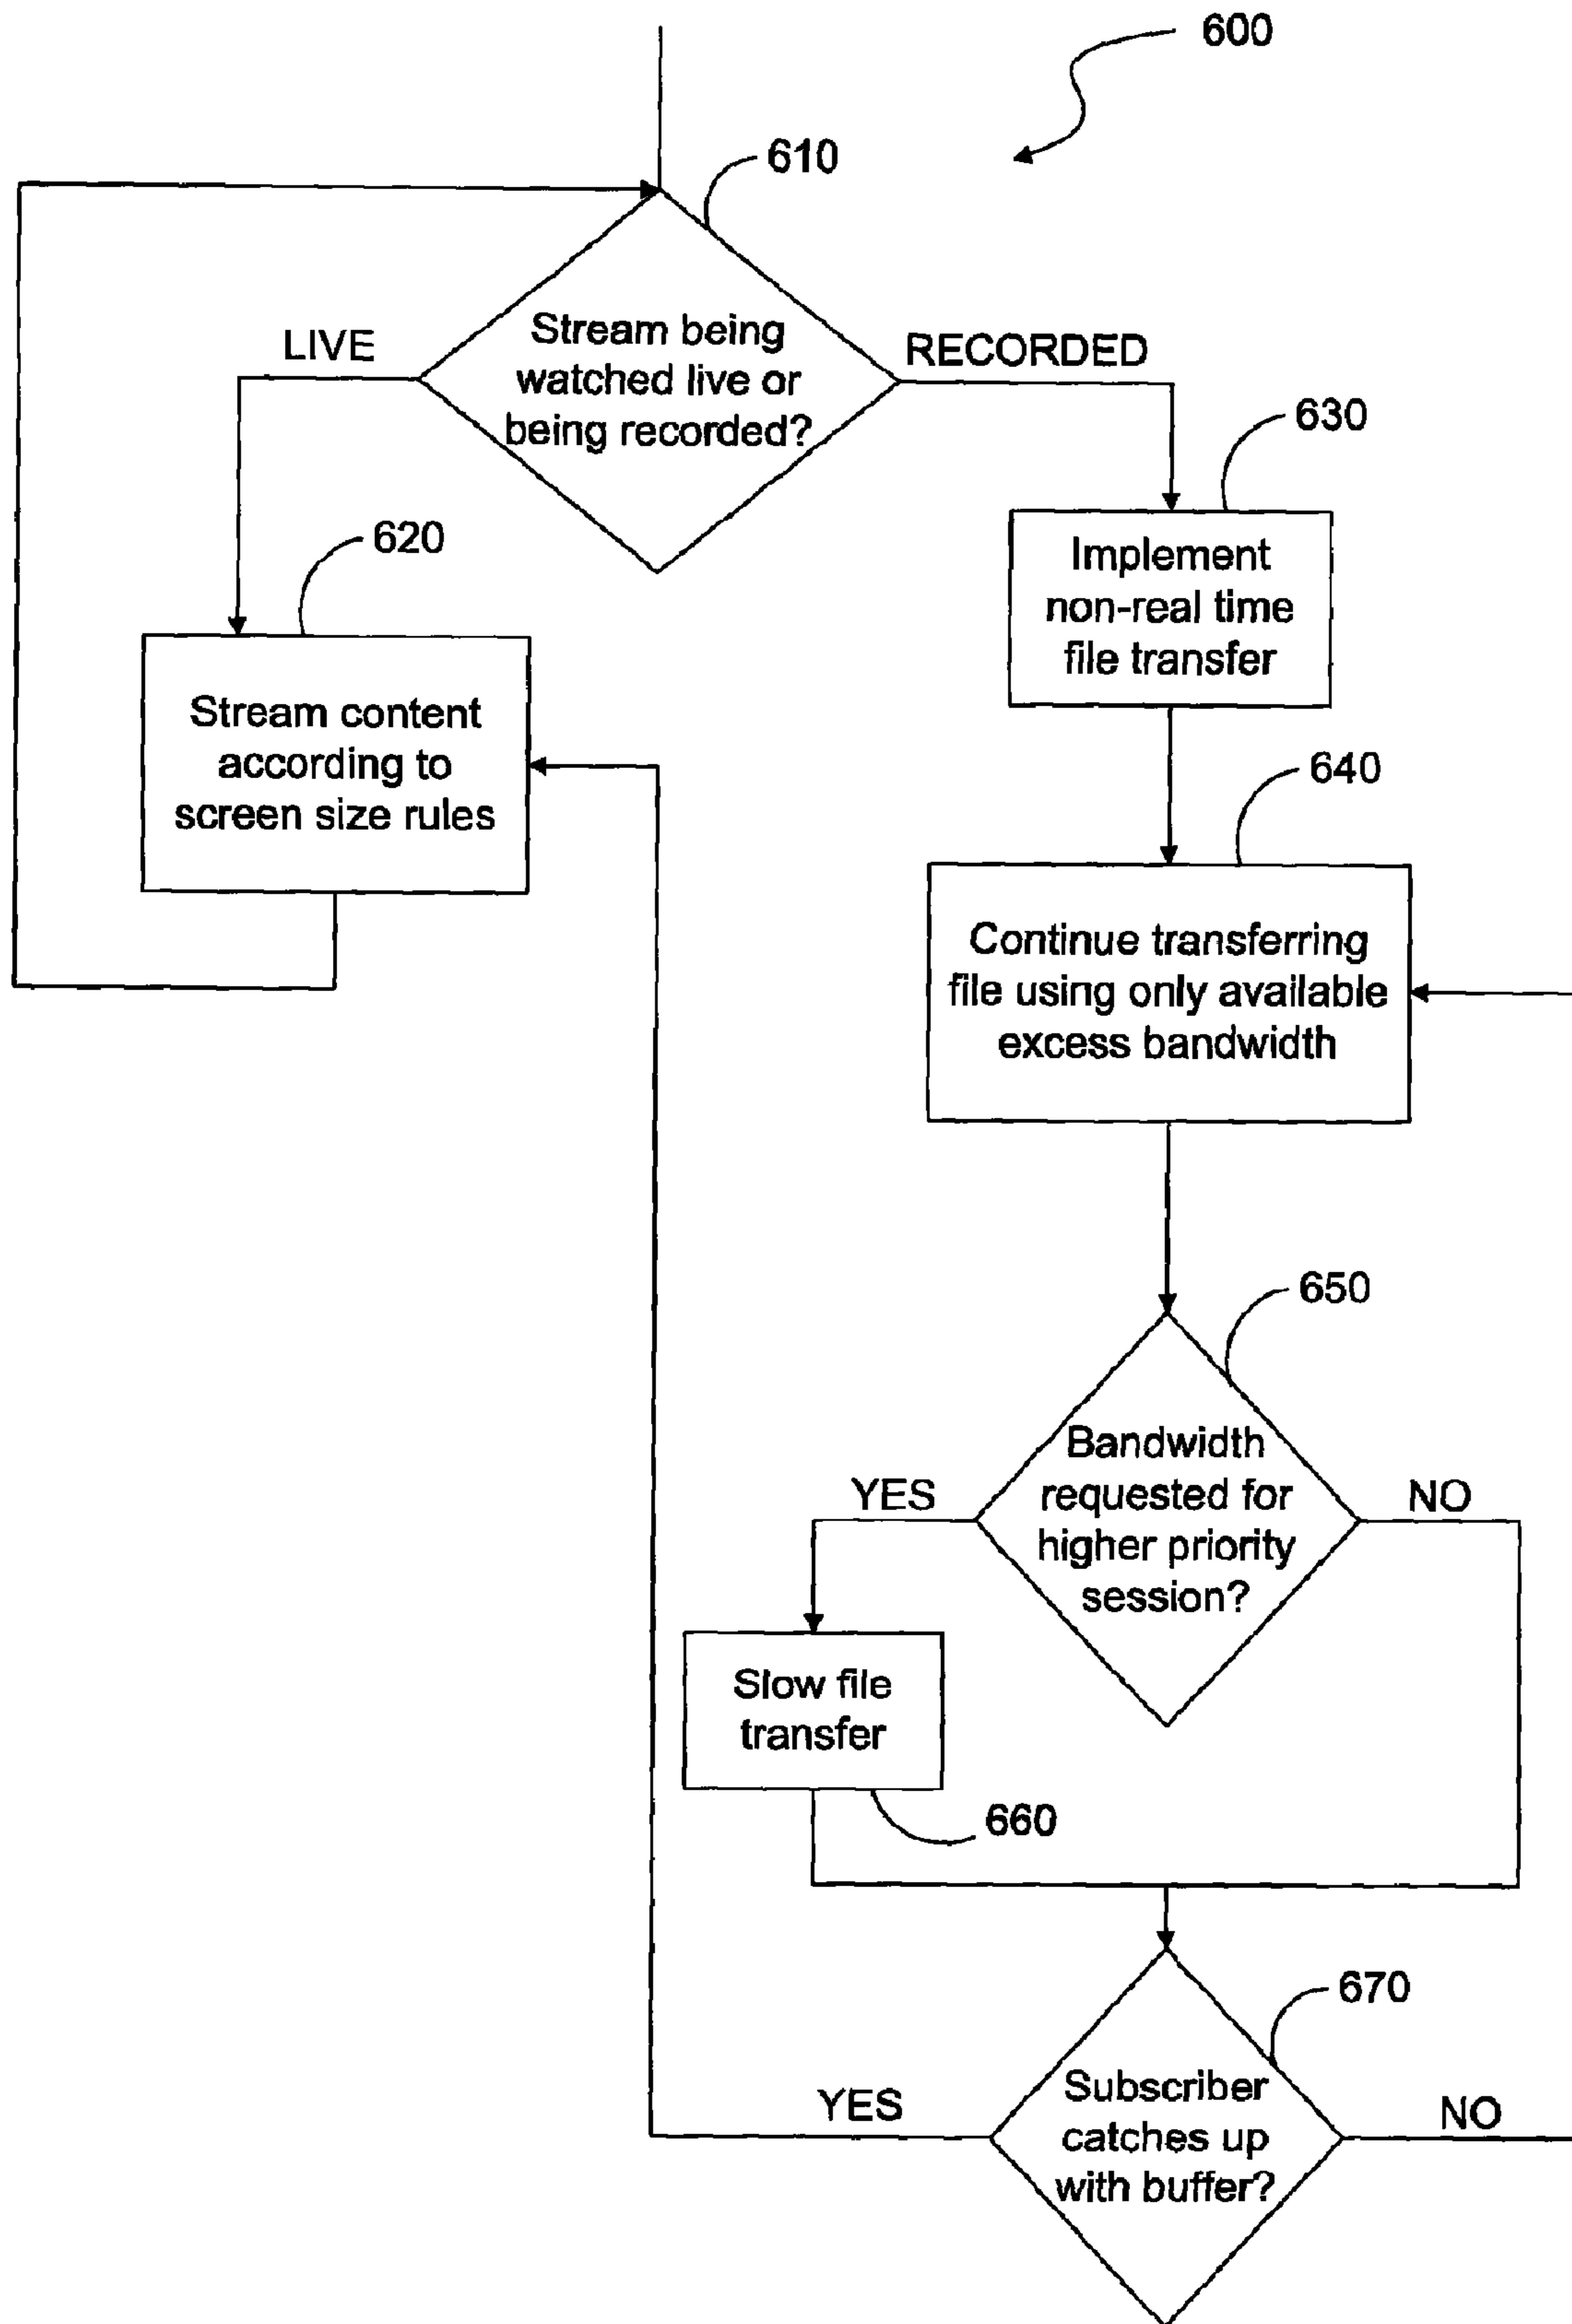 600
610
Stream being
watched live or
being recorded?
LIVE
RECORDED
630
Implement
non-real time
file transfer
620
Stream content
according to
screen size rules
640
Continue transferring
file using only available
excess bandwidth
650
Bandwidth
requested for
higher priority
session?
YES
NO
Slow file
transfer
660
670
Subscriber
catches up
with buffer?
YES
NO